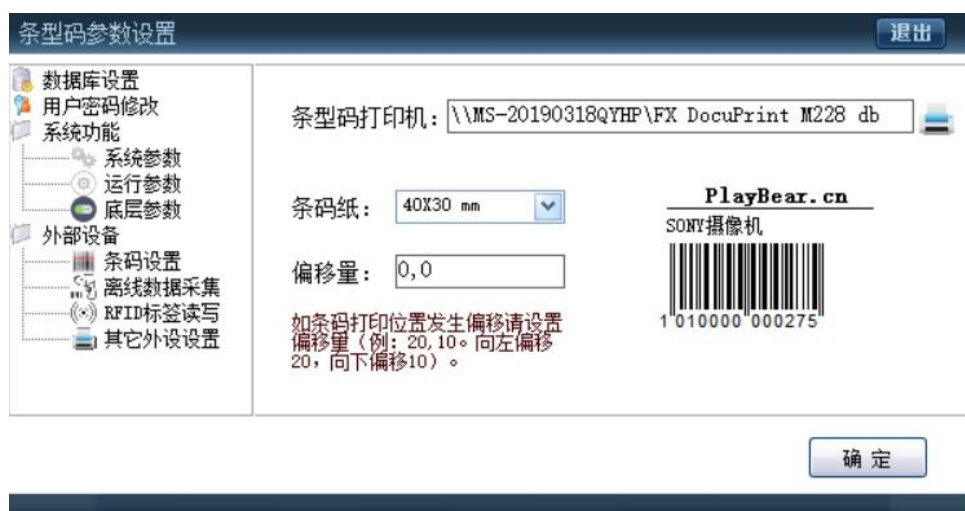 条型码参数设置
退出
数据库设置
用户密码修改
系统功能
系统参数
运行参数
底层参数
外部设备
条码设置
离线数据采集
RFID标签读写
其它外设设置
条型码打印机：\\MS-20190318QYHP\FX DocuPrint M228 db
条码纸：40X30 mm
偏移量：0,0
如条码打印位置发生偏移请设置
偏移量（例：20,10。向左偏移
20，向下偏移10）。
PlayBear.cn
SONY摄像机
1 010000 000275
确 定